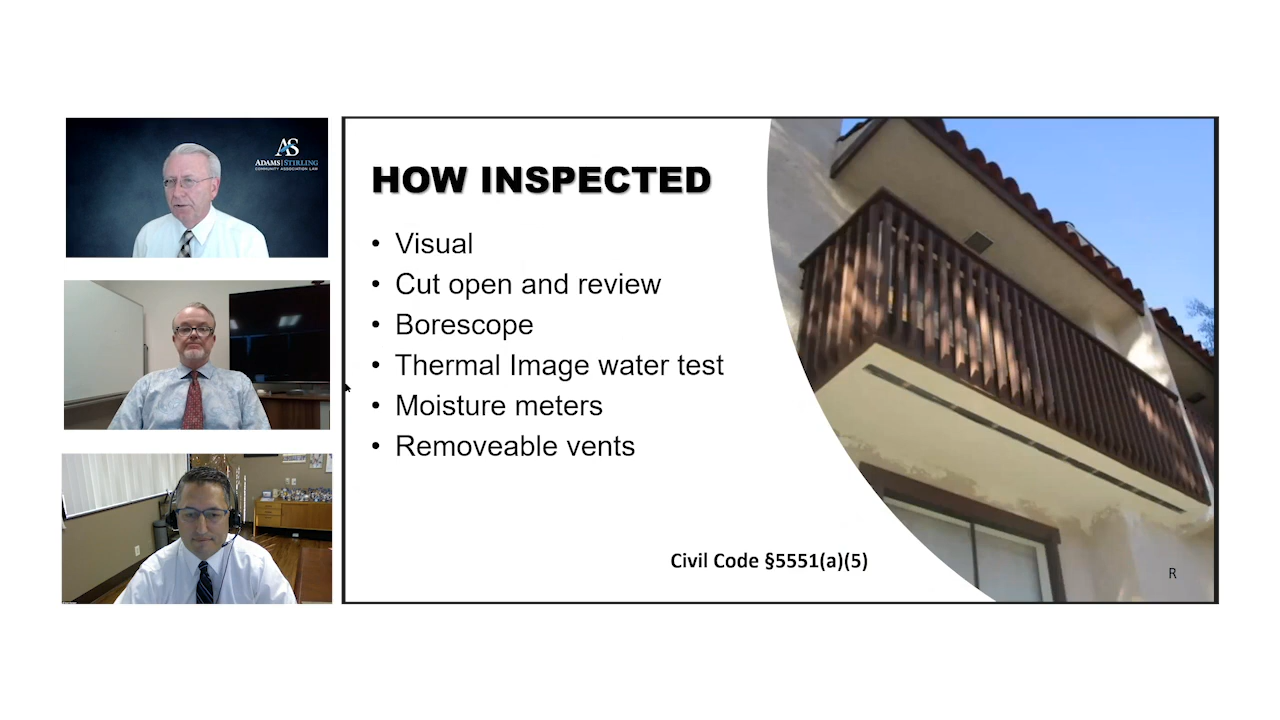 AS
ADAMS|STIRLING
COMMUNITY ASSOCIATION LAW
HOW INSPECTED
• Visual
• Cut open and review
• Borescope
• Thermal Image water test
• Moisture meters
• Removeable vents
Civil Code §5551(a)(5)
R